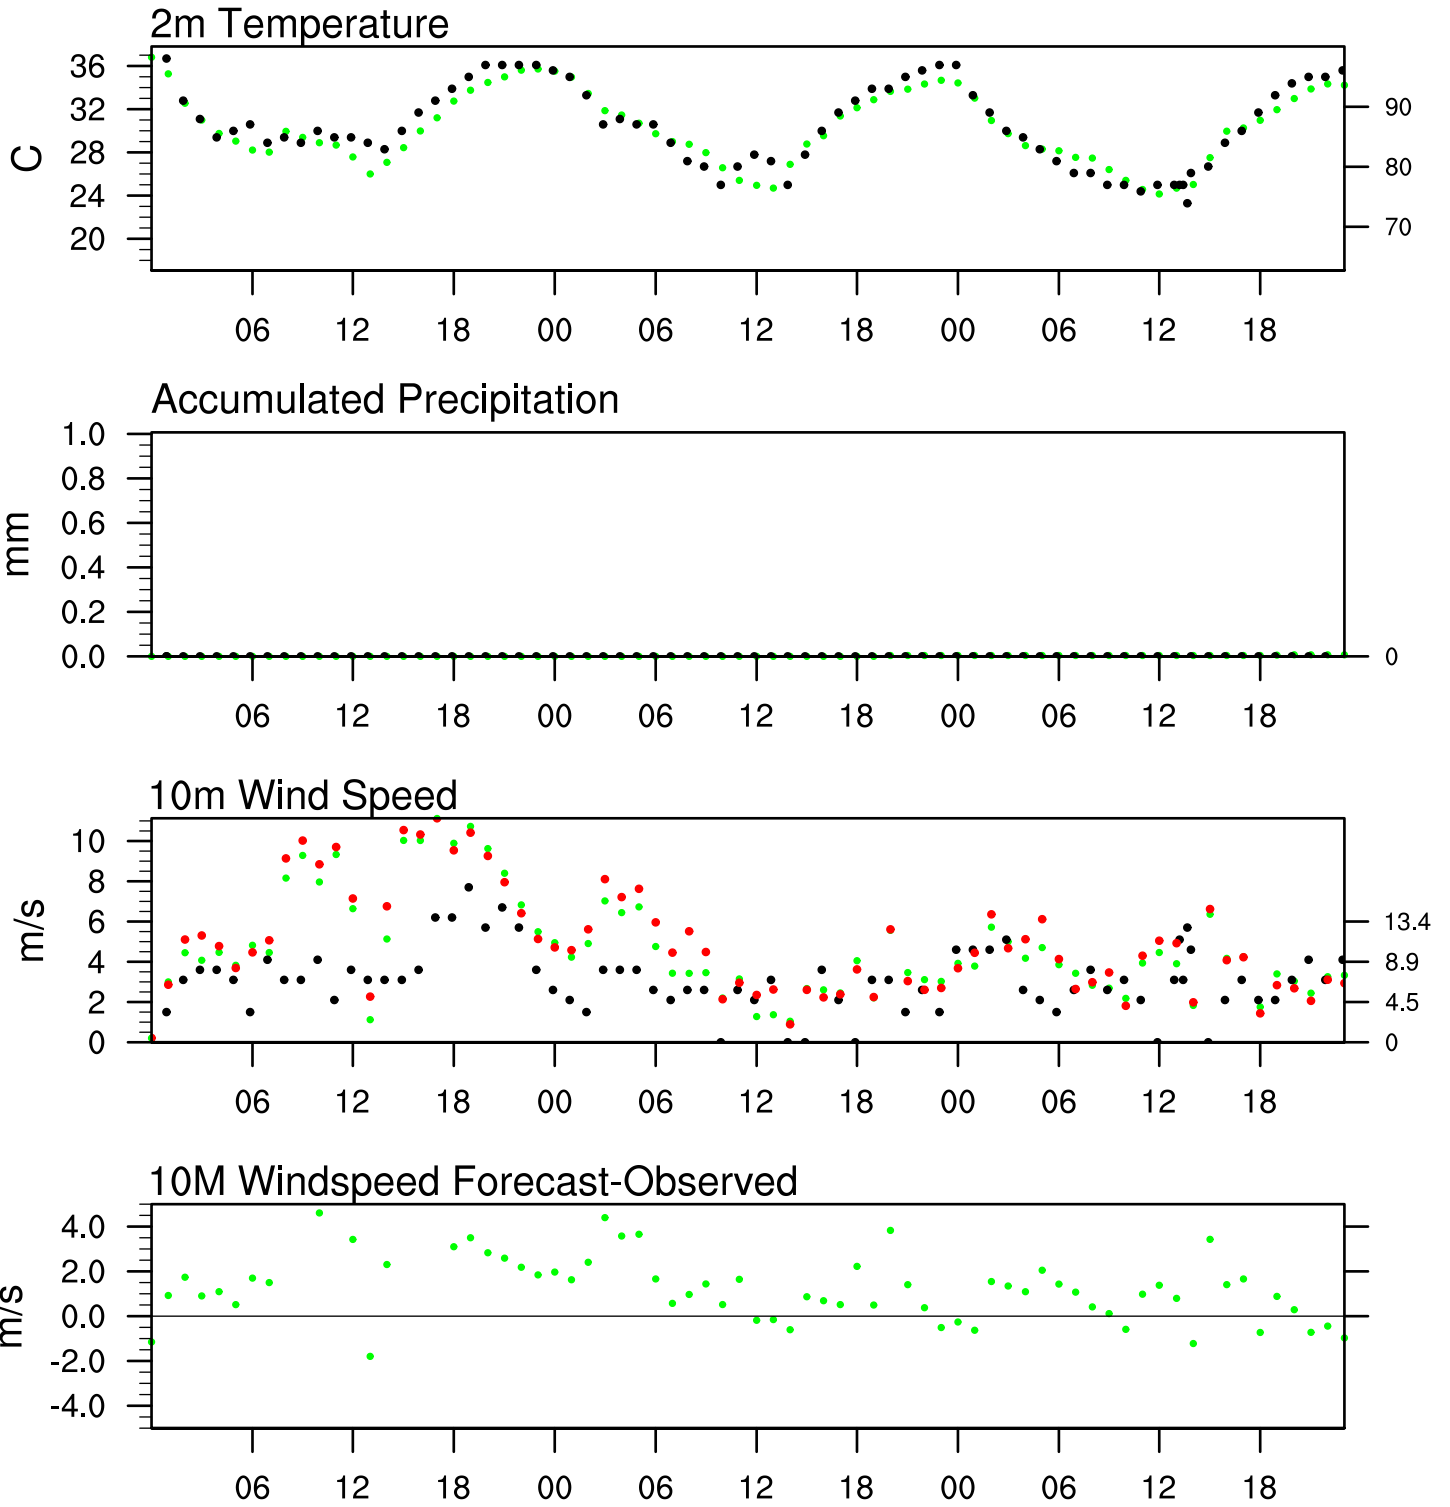 2m Temperature
36
32
28
24
20
C
90
80
70
06 12 18 00 06 12 18 00 06 12 18
Accumulated Precipitation
1.0
0.8
0.6
0.4
0.2
0.0
mm
0
06 12 18 00 06 12 18 00 06 12 18
10m Wind Speed
10
8
6
4
2
0
m/s
13.4
8.9
4.5
0
06 12 18 00 06 12 18 00 06 12 18
10M Windspeed Forecast-Observed
4.0
2.0
0.0
-2.0
-4.0
m/s
06 12 18 00 06 12 18 00 06 12 18